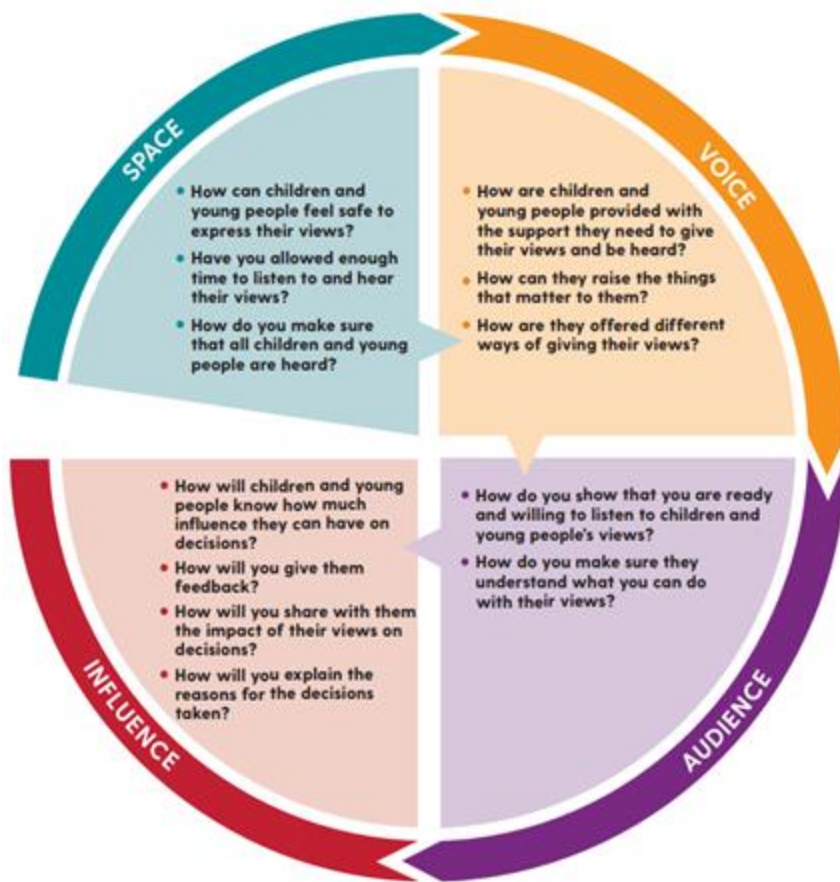 SPACE
• How can children and
young people feel safe to
express their views?
• Have you allowed enough
time to listen to and hear
their views?
• How do you make sure
that all children and young
people are heard?
VOICE
• How are children and
young people provided with
the support they need to give
their views and be heard?
• How can they raise the things
that matter to them?
• How are they offered different
ways of giving their views?
AUDIENCE
• How do you show that you are ready
and willing to listen to children and
young people's views?
• How do you make sure they
understand what you can do
with their views?
INFLUENCE
• How will children and young
people know how much
influence they can have on
decisions?
• How will you give them
feedback?
• How will you share with them
the impact of their views on
decisions?
• How will you explain the
reasons for the decisions
taken?